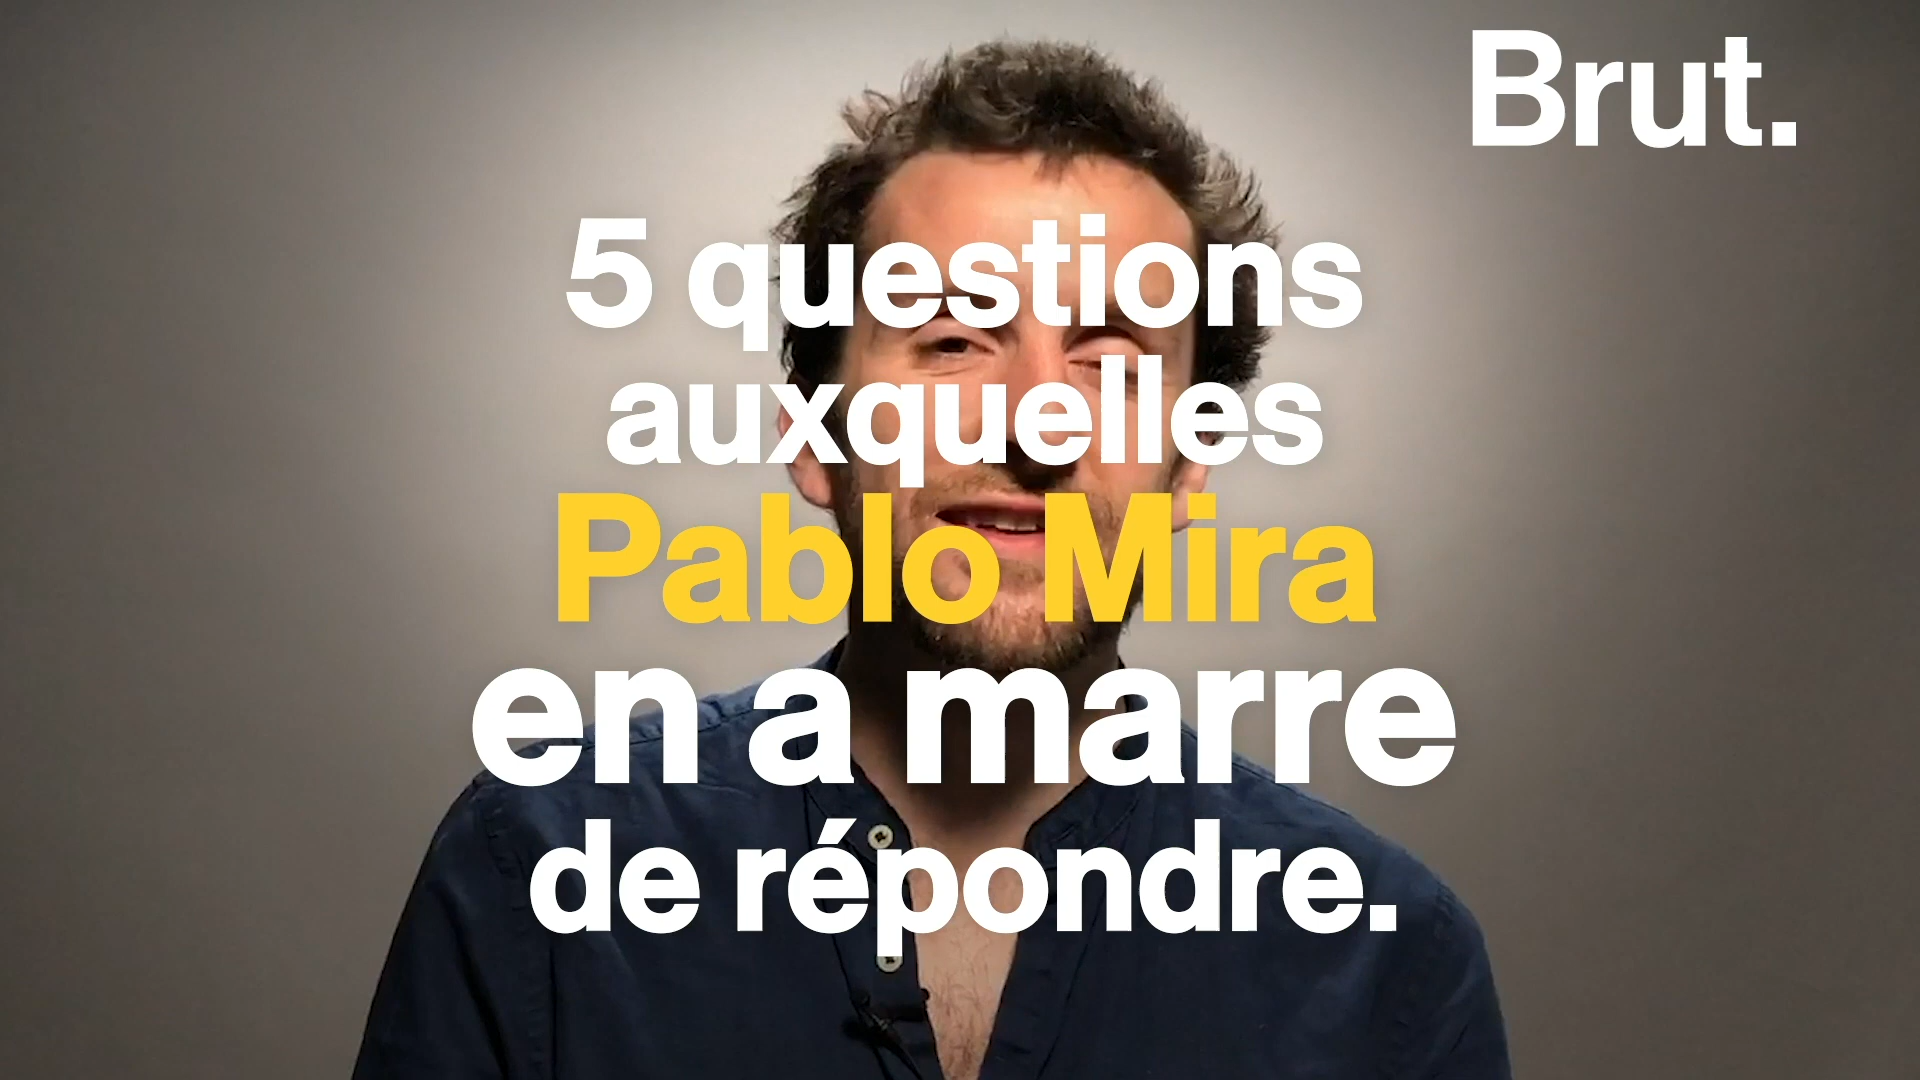 Brut.
5 questions
auxquelles
Pablo Mira
en a marre
de répondre.